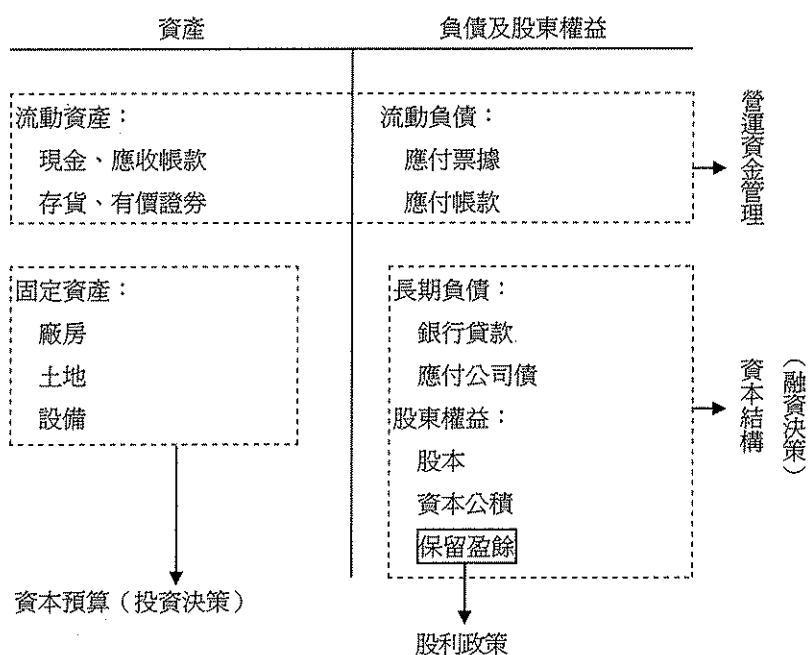 資產
負債及股東權益
流動資產：
現金、應收帳款
存貨、有價證券
流動負債：
應付票據
應付帳款
營運資金管理
固定資產：
廠房
土地
設備
長期負債：
銀行貸款
應付公司債
股東權益：
股本
資本公積
保留盈餘
資本結構
（融資決策）
資本預算（投資決策）
股利政策